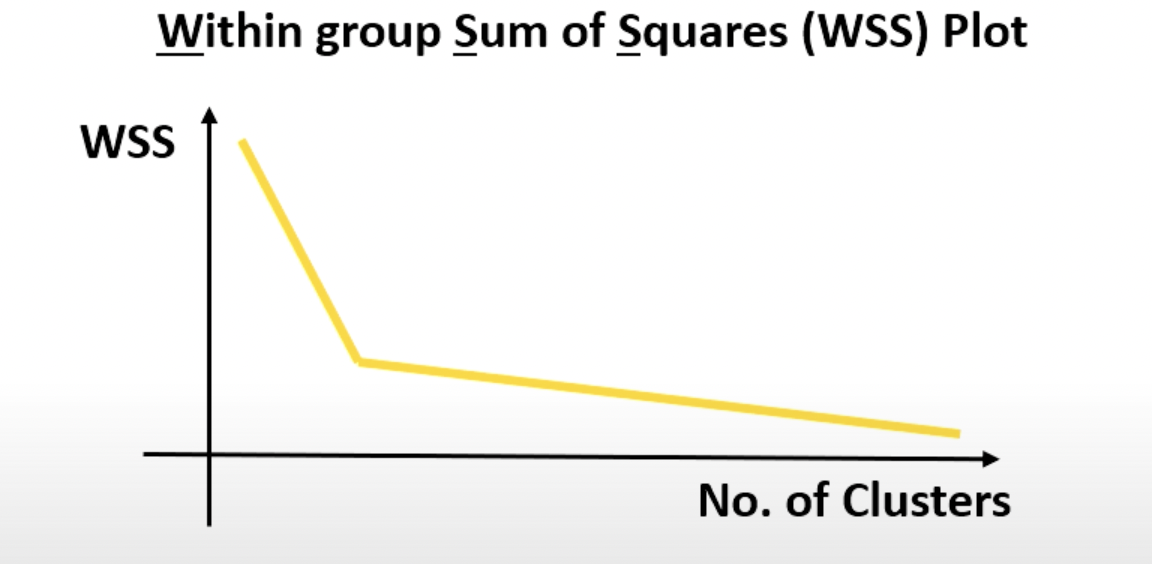 Within group Sum of Squares (WSS) Plot
WSS
No. of Clusters